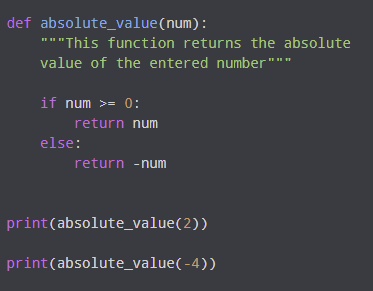 def absolute_value(num):
    """This function returns the absolute
    value of the entered number"""

    if num >= 0:
        return num
    else:
        return -num


print(absolute_value(2))

print(absolute_value(-4))